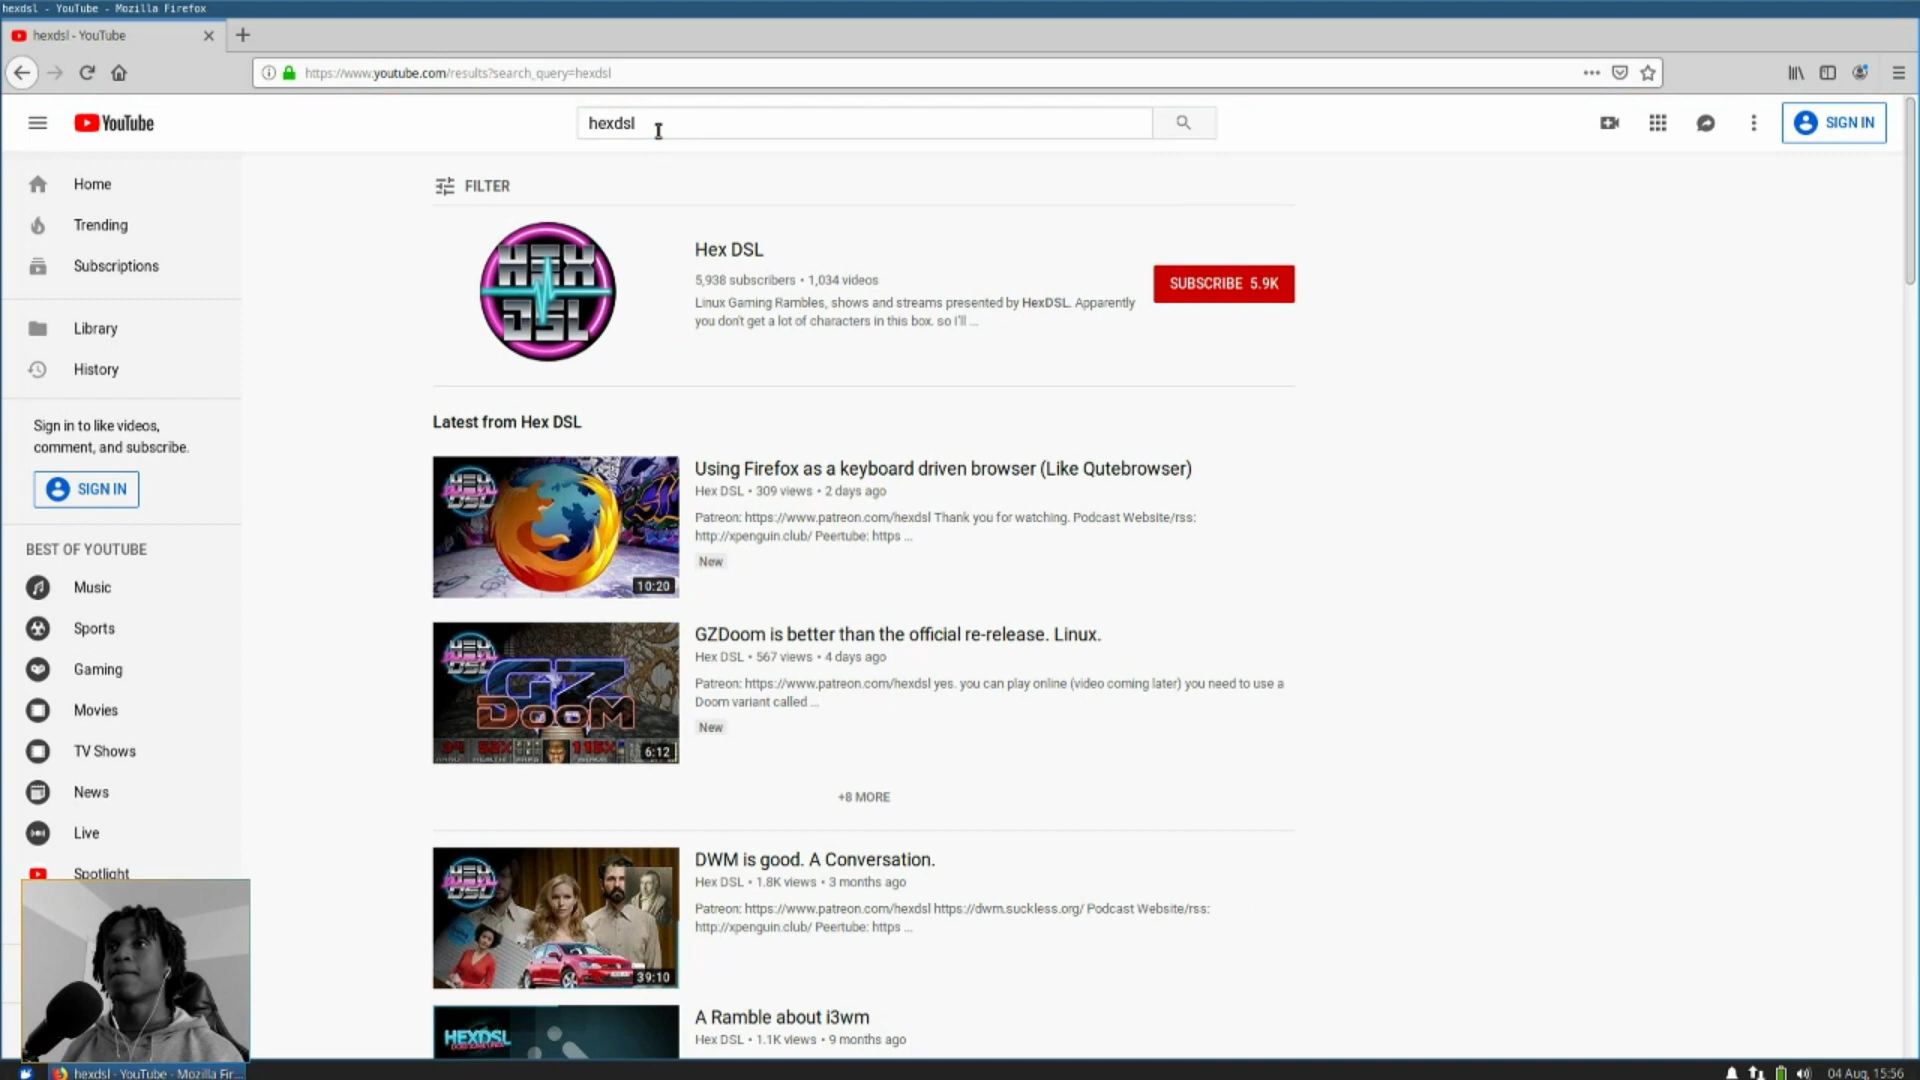 hexdsl - YouTube - Mozilla Firefox
hexdsl - YouTube
https://www.youtube.com/results?search_query=hexdsl
YouTube
hexdsl
SIGN IN
Home
Trending
Subscriptions
Library
History
Sign in to like videos,
comment, and subscribe.
SIGN IN
BEST OF YOUTUBE
Music
Sports
Gaming
Movies
TV Shows
News
Live
Spotlight
FILTER
HEX
DSL
Hex DSL
5,938 subscribers • 1,034 videos
Linux Gaming Rambles, shows and streams presented by HexDSL. Apparently
you don't get a lot of characters in this box. so I'll ...
SUBSCRIBE 5.9K
Latest from Hex DSL
HEX
DSL
10:20
Using Firefox as a keyboard driven browser (Like Qutebrowser)
Hex DSL • 309 views • 2 days ago
Patreon: https://www.patreon.com/hexdsl Thank you for watching. Podcast Website/rss:
http://xpenguin.club/ Peertube: https ...
New
HEX
DSL
GZ
DOOM
6:12
GZDoom is better than the official re-release. Linux.
Hex DSL • 567 views • 4 days ago
Patreon: https://www.patreon.com/hexdsl yes. you can play online (video coming later) you need to use a
Doom variant called ...
New
+8 MORE
HEX
DSL
39:10
DWM is good. A Conversation.
Hex DSL • 1.8K views • 3 months ago
Patreon: https://www.patreon.com/hexdsl https://dwm.suckless.org/ Podcast Website/rss:
http://xpenguin.club/ Peertube: https ...
HEXDSL
A Ramble about i3wm
Hex DSL • 1.1K views • 9 months ago
hexdsl - YouTube - Mozilla Fir...
04 Aug, 15:56